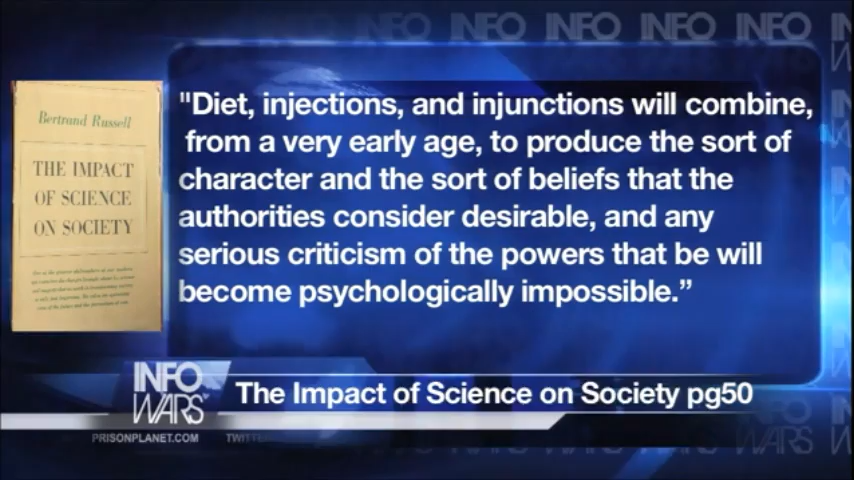 INFO INFO INFO INFO
Bertrand Russell
THE IMPACT
OF SCIENCE
ON SOCIETY
"Diet, injections, and injunctions will combine,
from a very early age, to produce the sort of
character and the sort of beliefs that the
authorities consider desirable, and any
serious criticism of the powers that be will
become psychologically impossible.”
INFO
WARS
The Impact of Science on Society pg50
PRISONPLANET.COM TWITTE
INFO
WARS